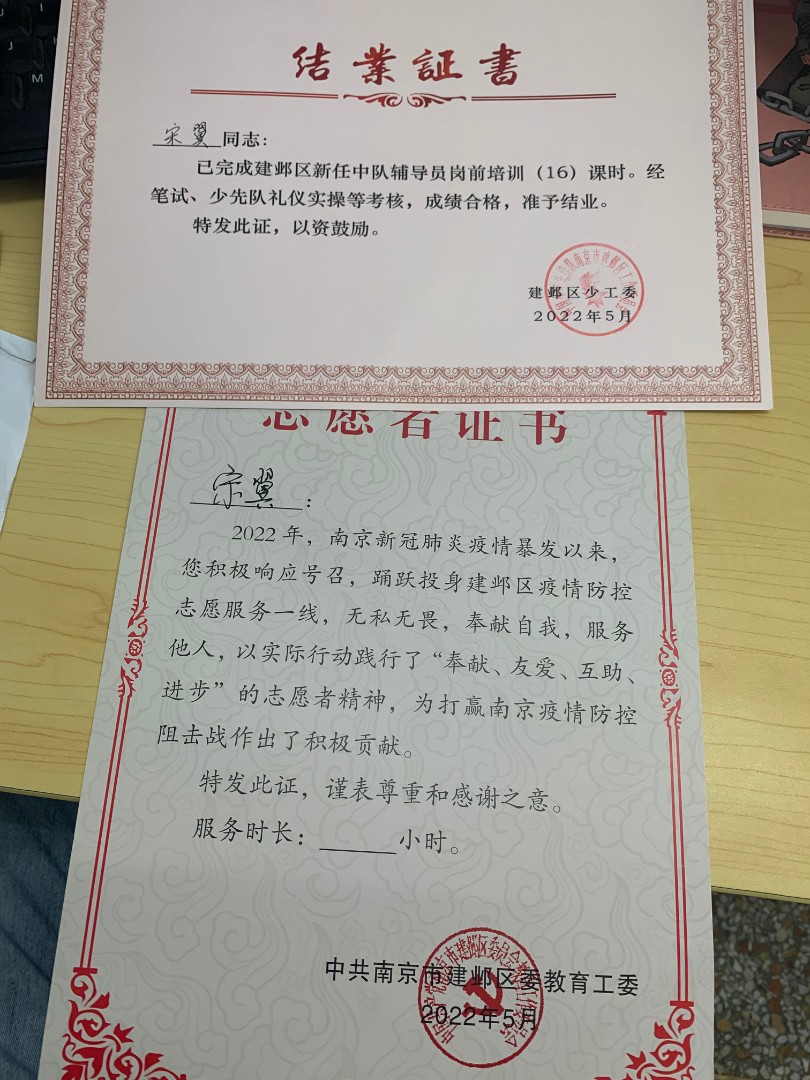 结業証書
宋翼同志：
已完成建邺区新任中队辅导员岗前培训（16）课时。经
笔试、少先队礼仪实操等考核，成绩合格，准予结业。
特发此证，以资鼓励。
建邺区少工委
2022年5月
志愿者证书
宋翼：
2022年，南京新冠肺炎疫情暴发以来，
您积极响应号召，踊跃投身建邺区疫情防控
志愿服务一线，无私无畏，奉献自我，服务
他人，以实际行动践行了“奉献、友爱、互助、
进步”的志愿者精神，为打赢南京疫情防控
阻击战作出了积极贡献。
特发此证，谨表尊重和感谢之意。
服务时长：______小时。
中共南京市建邺区委教育工委
2022年5月